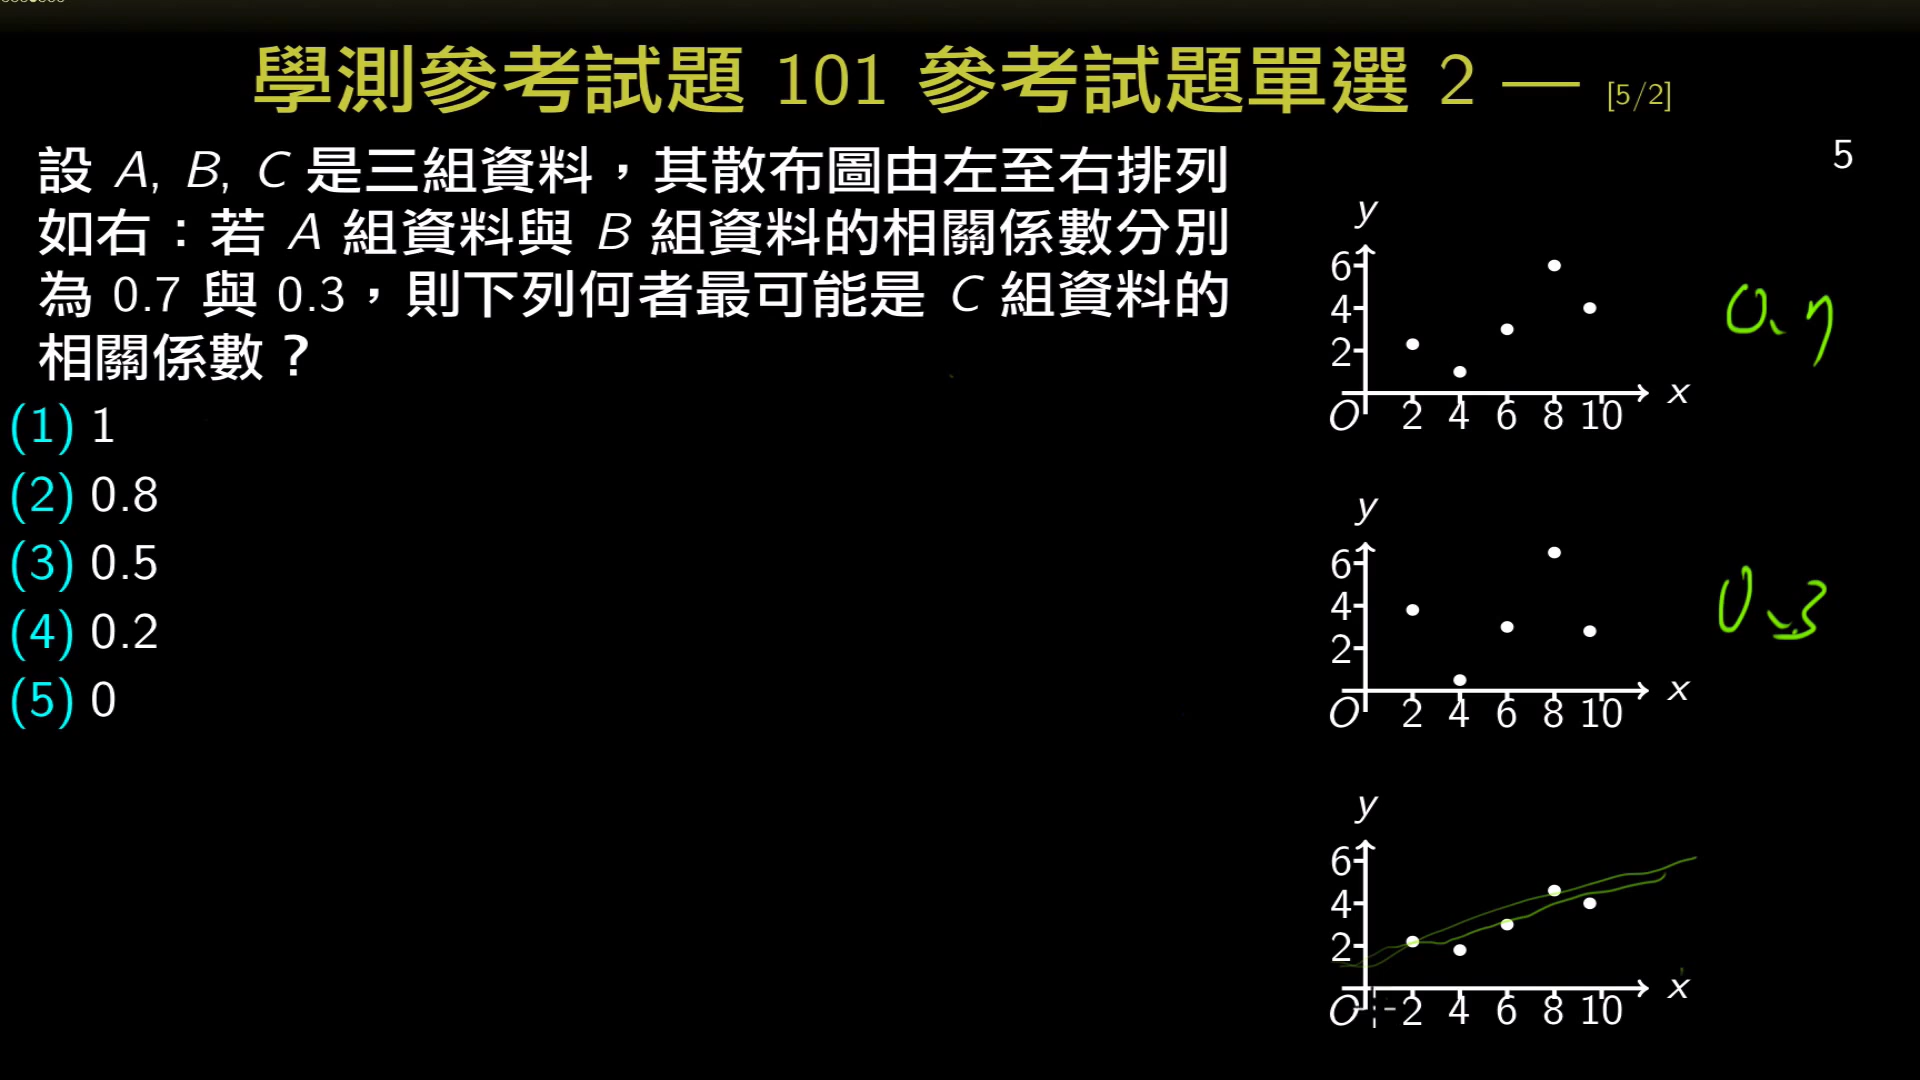 學測參考試題 101 參考試題單選 2 — [5/2]
5
設 A, B, C 是三組資料，其散布圖由左至右排列
如右：若 A 組資料與 B 組資料的相關係數分別
為 0.7 與 0.3，則下列何者最可能是 C 組資料的
相關係數？
(1) 1
(2) 0.8
(3) 0.5
(4) 0.2
(5) 0
y
6
4
2
O 2 4 6 8 10 x
0.7
y
6
4
2
O 2 4 6 8 10 x
0.3
y
6
4
2
O 2 4 6 8 10 x